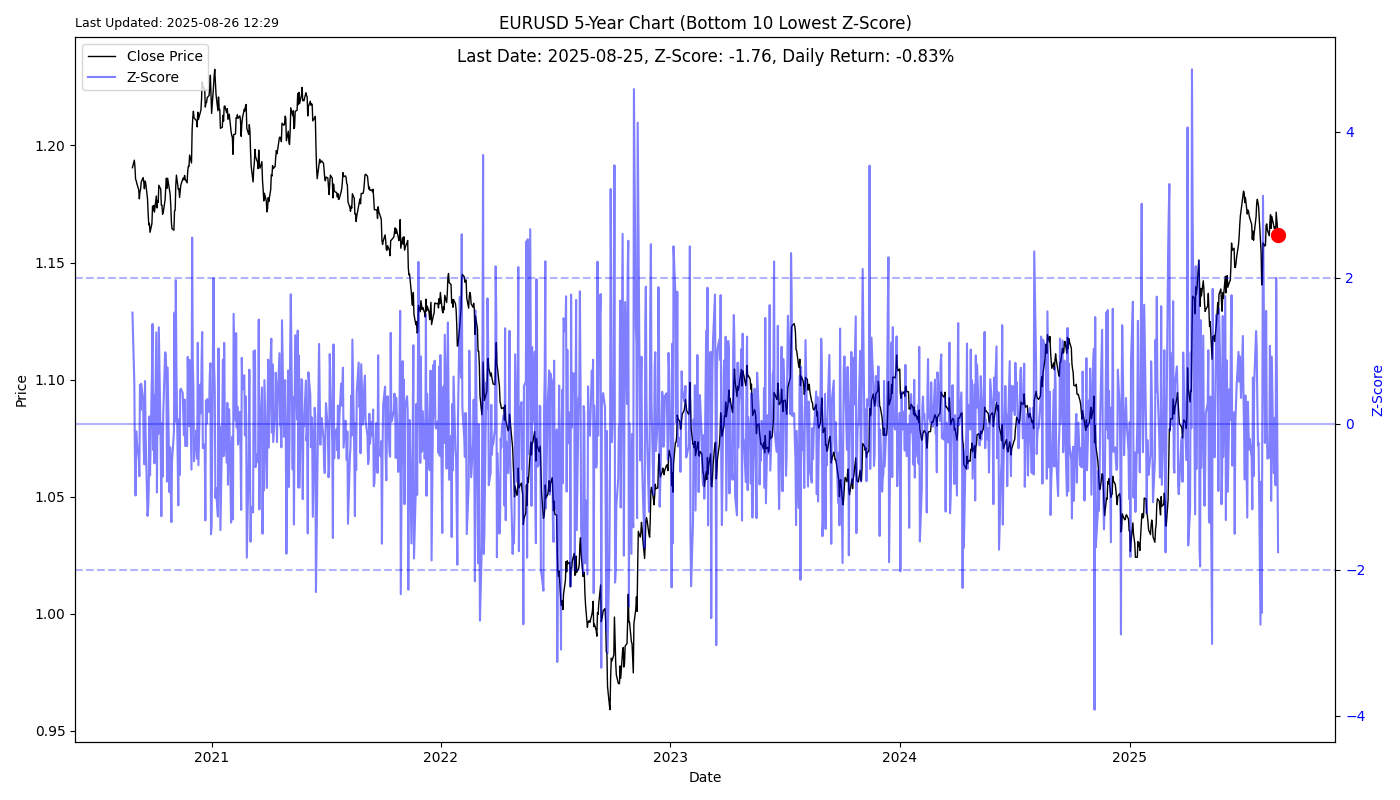 Last Updated: 2025-08-26 12:29
EURUSD 5-Year Chart (Bottom 10 Lowest Z-Score)
Last Date: 2025-08-25, Z-Score: -1.76, Daily Return: -0.83%
Close Price
Z-Score
1.20
1.15
1.10
1.05
1.00
0.95
Price
4
2
0
−2
−4
Z-Score
2021
2022
2023
2024
2025
Date